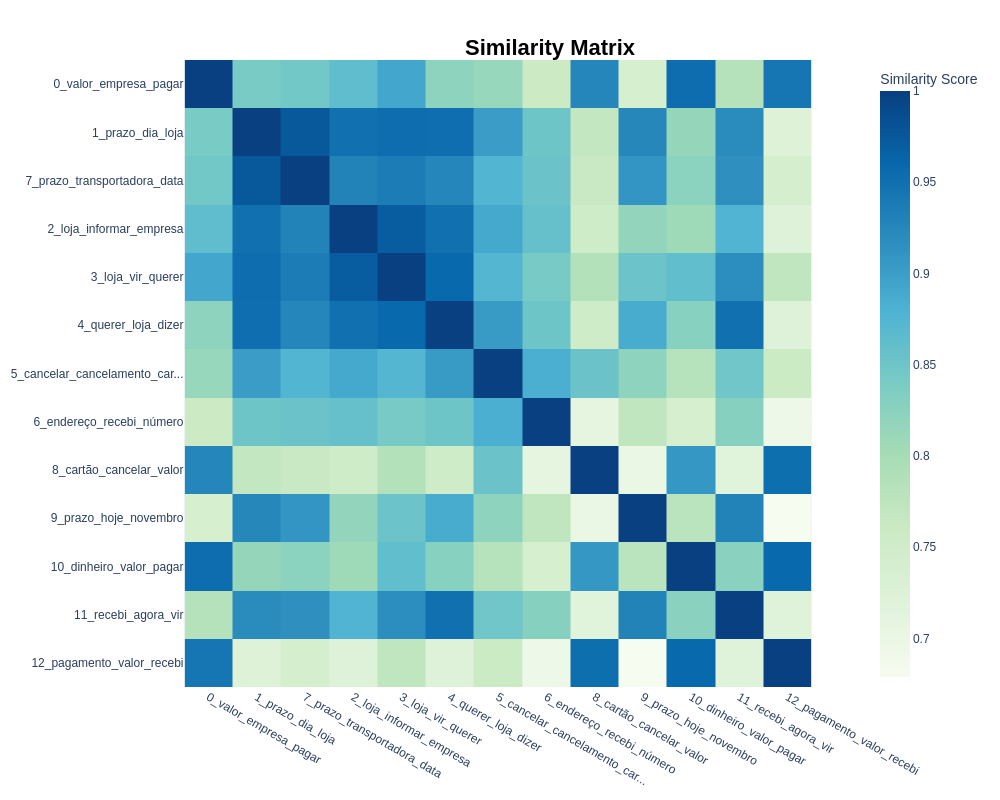 Similarity Matrix
Similarity Score
0_valor_empresa_pagar
1_prazo_dia_loja
7_prazo_transportadora_data
2_loja_informar_empresa
3_loja_vir_querer
4_querer_loja_dizer
5_cancelar_cancelamento_car...
6_endereço_recebi_número
8_cartão_cancelar_valor
9_prazo_hoje_novembro
10_dinheiro_valor_pagar
11_recebi_agora_vir
12_pagamento_valor_recebi
1
0.95
0.9
0.85
0.8
0.75
0.7
0_valor_empresa_pagar
1_prazo_dia_loja
7_prazo_transportadora_data
2_loja_informar_empresa
3_loja_vir_querer
4_querer_loja_dizer
5_cancelar_cancelamento_car...
6_endereço_recebi_número
8_cartão_cancelar_valor
9_prazo_hoje_novembro
10_dinheiro_valor_pagar
11_recebi_agora_vir
12_pagamento_valor_recebi